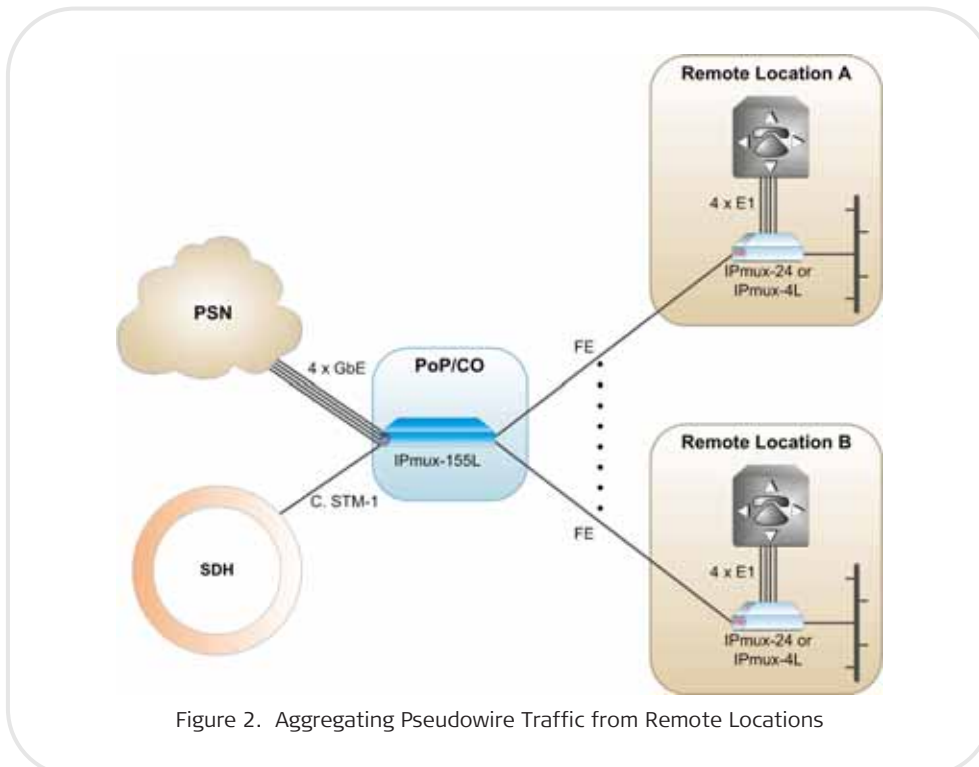 Remote Location A
4 x E1
IPmux-24 or
IPmux-4L
PSN
4 x GbE
PoP/CO
FE
IPmux-155L
C. STM-1
SDH
FE
Remote Location B
4 x E1
IPmux-24 or
IPmux-4L
Figure 2. Aggregating Pseudowire Traffic from Remote Locations